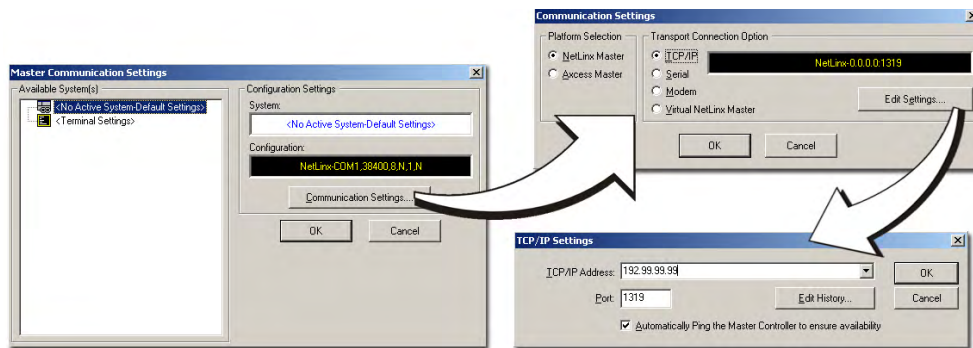 Master Communication Settings
Available System(s)
<No Active System-Default Settings>
<Terminal Settings>
Configuration Settings
System:
<No Active System-Default Settings>
Configuration:
NetLinx-COM1,38400,8,N,1,N
Communication Settings....
OK Cancel
Communication Settings
Platform Selection
NetLinx Master
Axcess Master
Transport Connection Option
TCP/IP
Serial
Modem
Virtual NetLinx Master
NetLinx-0.0.0.0:1319
Edit Settings....
OK Cancel
TCP/IP Settings
TCP/IP Address: 192.99.99.99
OK
Port: 1319
Edit History...
Cancel
Automatically Ping the Master Controller to ensure availability